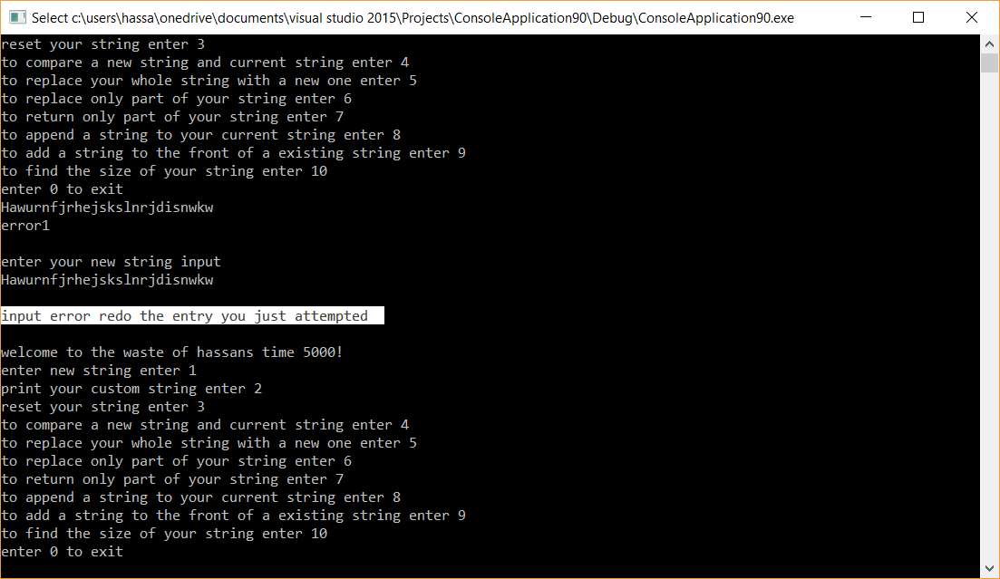 Select c:\users\hassa\onedrive\documents\visual studio 2015\Projects\ConsoleApplication90\Debug\ConsoleApplication90.exe
reset your string enter 3
to compare a new string and current string enter 4
to replace your whole string with a new one enter 5
to replace only part of your string enter 6
to return only part of your string enter 7
to append a string to your current string enter 8
to add a string to the front of a existing string enter 9
to find the size of your string enter 10
enter 0 to exit
Hawurnfjrhejskslnrjdisnwkw
error1
enter your new string input
Hawurnfjrhejskslnrjdisnwkw
input error redo the entry you just attempted
welcome to the waste of hassans time 5000!
enter new string enter 1
print your custom string enter 2
reset your string enter 3
to compare a new string and current string enter 4
to replace your whole string with a new one enter 5
to replace only part of your string enter 6
to return only part of your string enter 7
to append a string to your current string enter 8
to add a string to the front of a existing string enter 9
to find the size of your string enter 10
enter 0 to exit